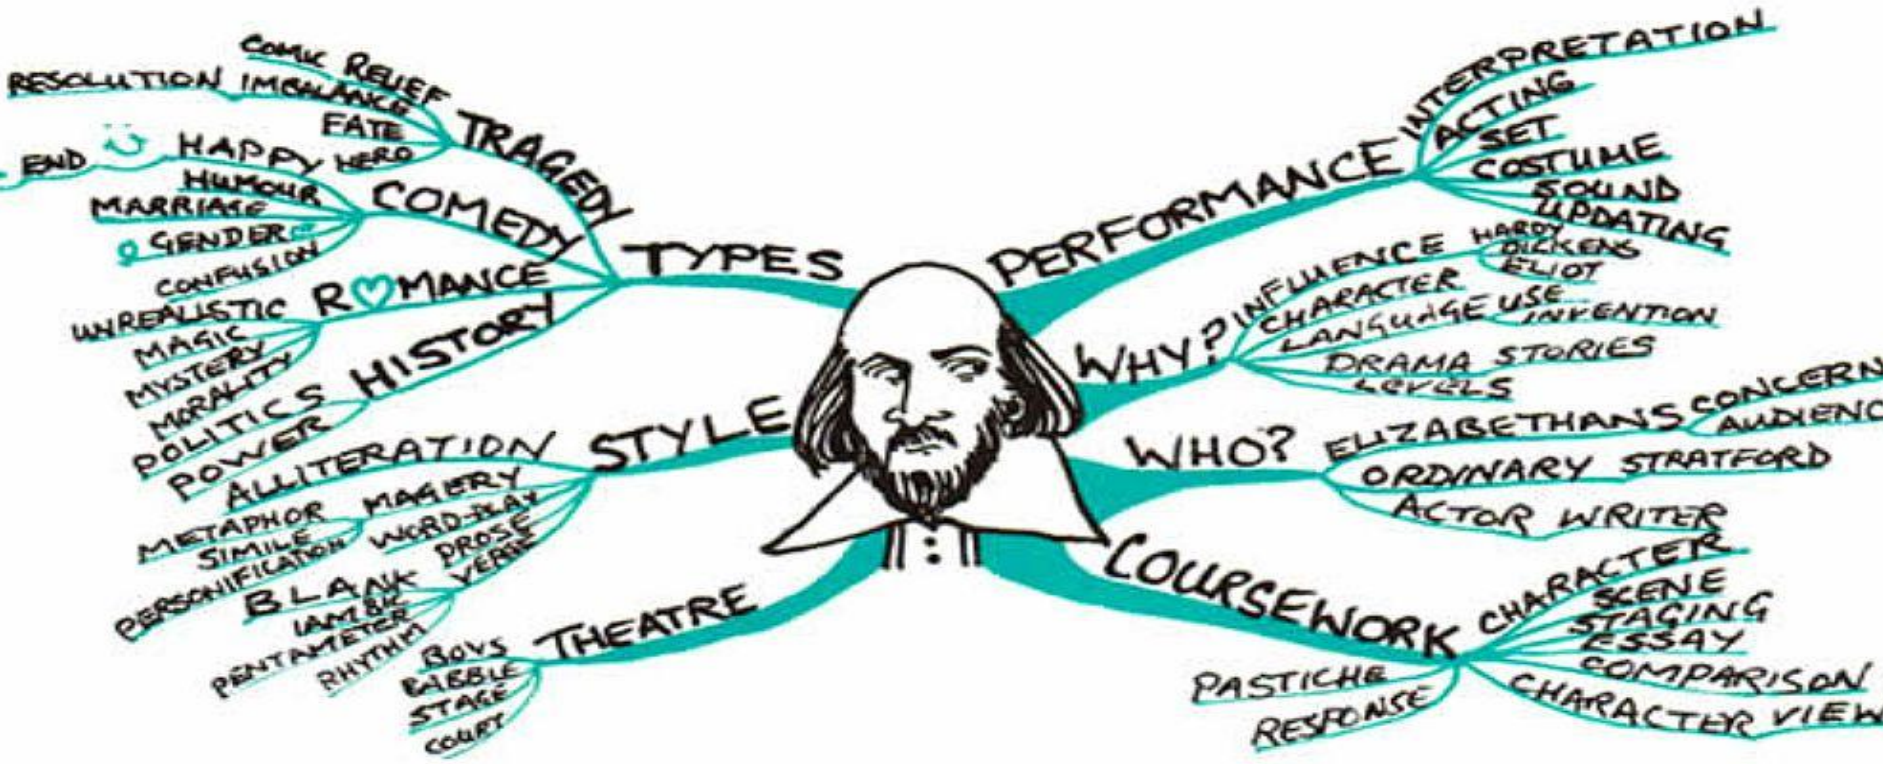 TYPES
TRAGEDY
COMIC RELIEF
IMBALANCE
RESOLUTION
FATE
HERO
COMEDY
HAPPY
END
HUMOUR
MARRIAGE
GENDER
CONFUSION
ROMANCE
UNREALISTIC
MAGIC
MYSTERY
MORALITY
HISTORY
POLITICS
POWER
STYLE
ALLITERATION
IMAGERY
METAPHOR
SIMILE
PERSONIFICATION
WORD-PLAY
PROSE
VERSE
BLANK
IAMBIC
PENTAMETER
RHYTHM
THEATRE
BOYS
STAGE
COURT
PERFORMANCE
INTERPRETATION
ACTING
SET
COSTUME
SOUND
UPDATING
WHY?
INFLUENCE
HARDY
DICKENS
ELIOT
CHARACTER
LANGUAGE USE
INVENTION
DRAMA STORIES
LEVELS
WHO?
ELIZABETHANS
CONCERN
AUDIENC
ORDINARY STRATFORD
ACTOR WRITER
COURSEWORK
CHARACTER
SCENE
STAGING
ESSAY
COMPARISON
CHARACTER VIEW
PASTICHE
RESPONSE